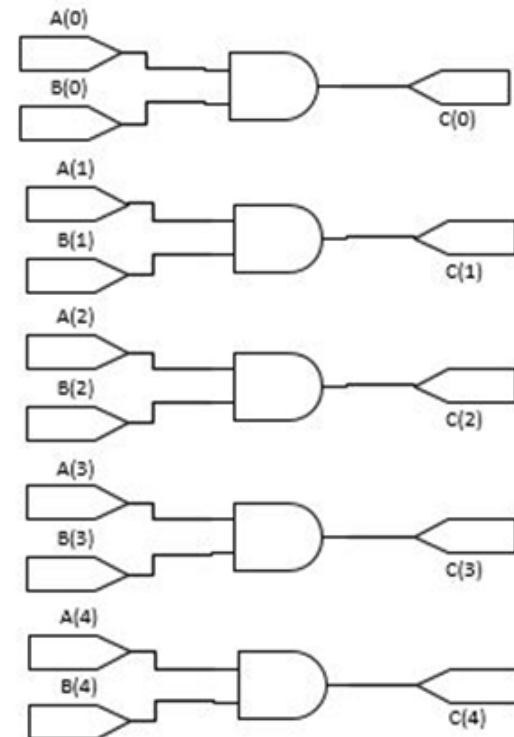 A(0)
B(0)
C(0)
A(1)
B(1)
C(1)
A(2)
B(2)
C(2)
A(3)
B(3)
C(3)
A(4)
B(4)
C(4)